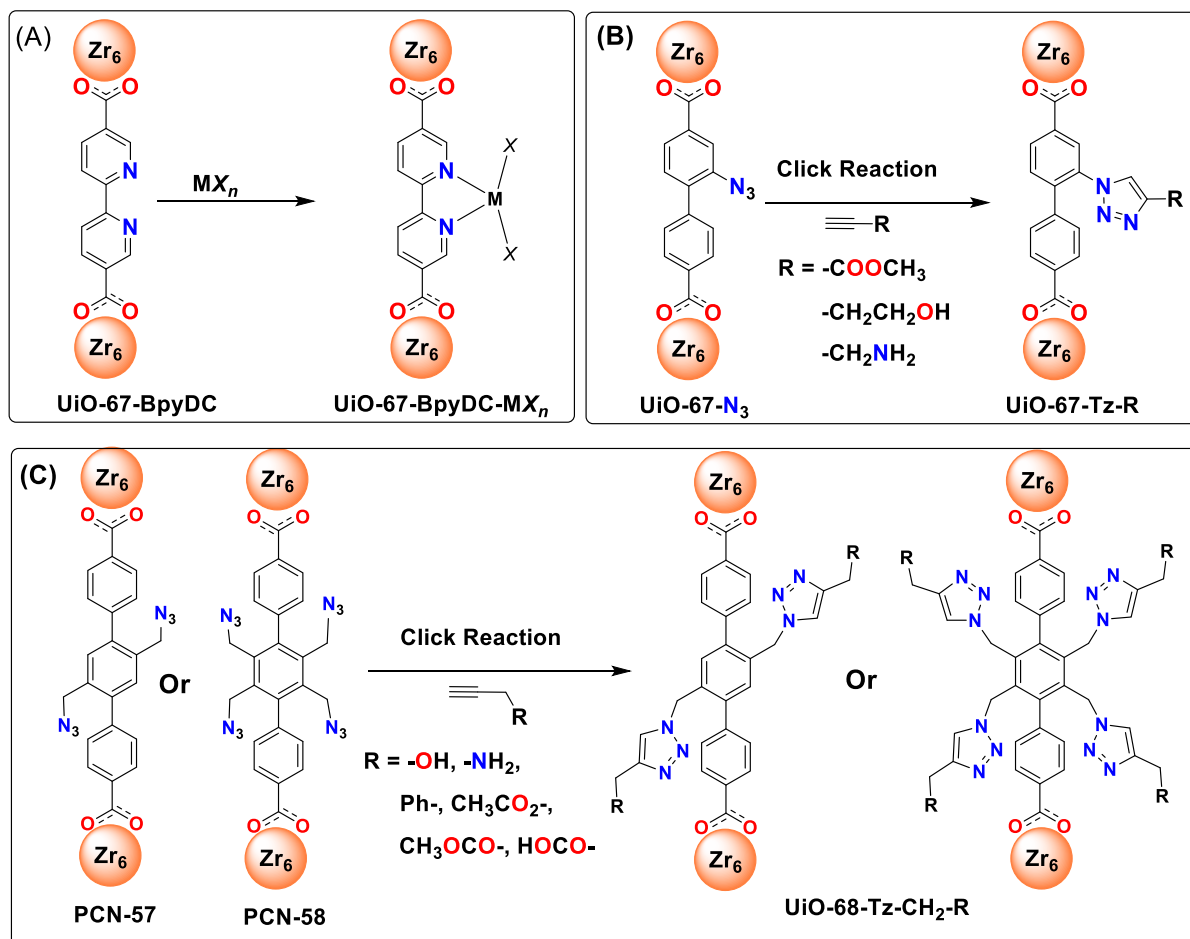 (A)
Zr6
O O
N
N
O O
Zr6
UiO-67-BpyDC
MXn
Zr6
O O
X
N
M
N
X
O O
Zr6
UiO-67-BpyDC-MXn
(B)
Zr6
O O
N3
O O
Zr6
UiO-67-N3
Click Reaction
R
R = -COOCH3
-CH2CH2OH
-CH2NH2
Zr6
O O
N
R
N
N
O O
Zr6
UiO-67-Tz-R
(C)
Zr6
O O
N3
N3
O O
Zr6
PCN-57
Or
Zr6
O O
N3
N3
N3
N3
O O
Zr6
PCN-58
Click Reaction
R
R = -OH, -NH2,
Ph-, CH3CO2-,
CH3OCO-, HOCO-
Zr6
O O
R
N
N
N
N
N
N
R
O O
Zr6
Or
Zr6
O O
R
R
N N
N
N
N
N
N
N
N
N
N
N
R
R
O O
Zr6
UiO-68-Tz-CH2-R